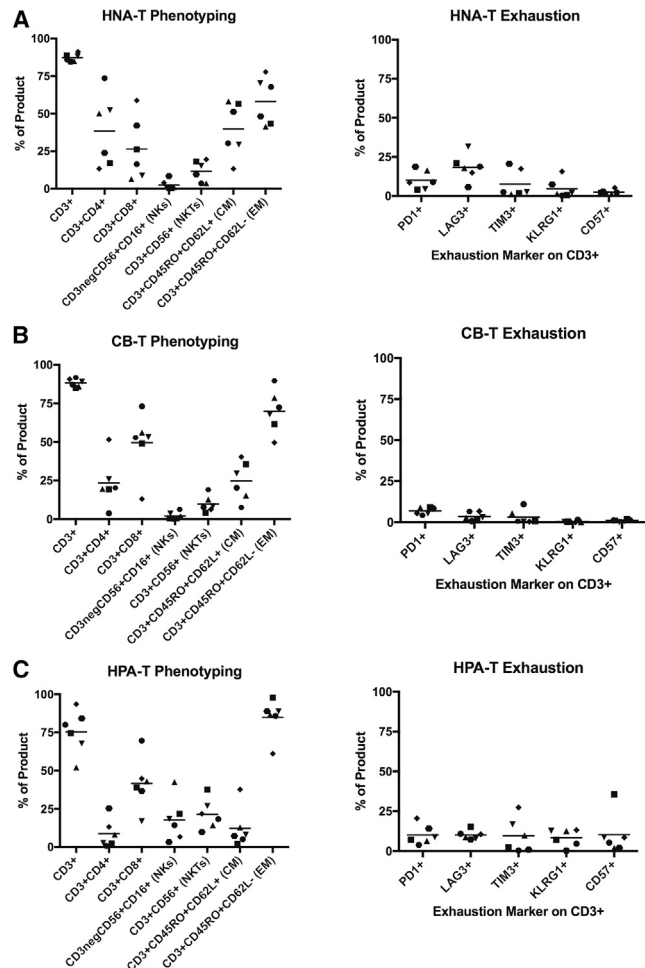 A
HNA-T Phenotyping
% of Product
100
75
50
25
0
CD3+
CD3+CD4+
CD3+CD8+
CD3negCD56+CD16+ (NKs)
CD3+CD56+ (NKTs)
CD3+CD45RO+CD62L+ (CM)
CD3+CD45RO+CD62L- (EM)
HNA-T Exhaustion
% of Product
100
75
50
25
0
PD1+
LAG3+
TIM3+
KLRG1+
CD57+
Exhaustion Marker on CD3+
B
CB-T Phenotyping
% of Product
100
75
50
25
0
CD3+
CD3+CD4+
CD3+CD8+
CD3negCD56+CD16+ (NKs)
CD3+CD56+ (NKTs)
CD3+CD45RO+CD62L+ (CM)
CD3+CD45RO+CD62L- (EM)
CB-T Exhaustion
% of Product
100
75
50
25
0
PD1+
LAG3+
TIM3+
KLRG1+
CD57+
Exhaustion Marker on CD3+
C
HPA-T Phenotyping
% of Product
100
75
50
25
0
CD3+
CD3+CD4+
CD3+CD8+
CD3negCD56+CD16+ (NKs)
CD3+CD56+ (NKTs)
CD3+CD45RO+CD62L+ (CM)
CD3+CD45RO+CD62L- (EM)
HPA-T Exhaustion
% of Product
100
75
50
25
0
PD1+
LAG3+
TIM3+
KLRG1+
CD57+
Exhaustion Marker on CD3+